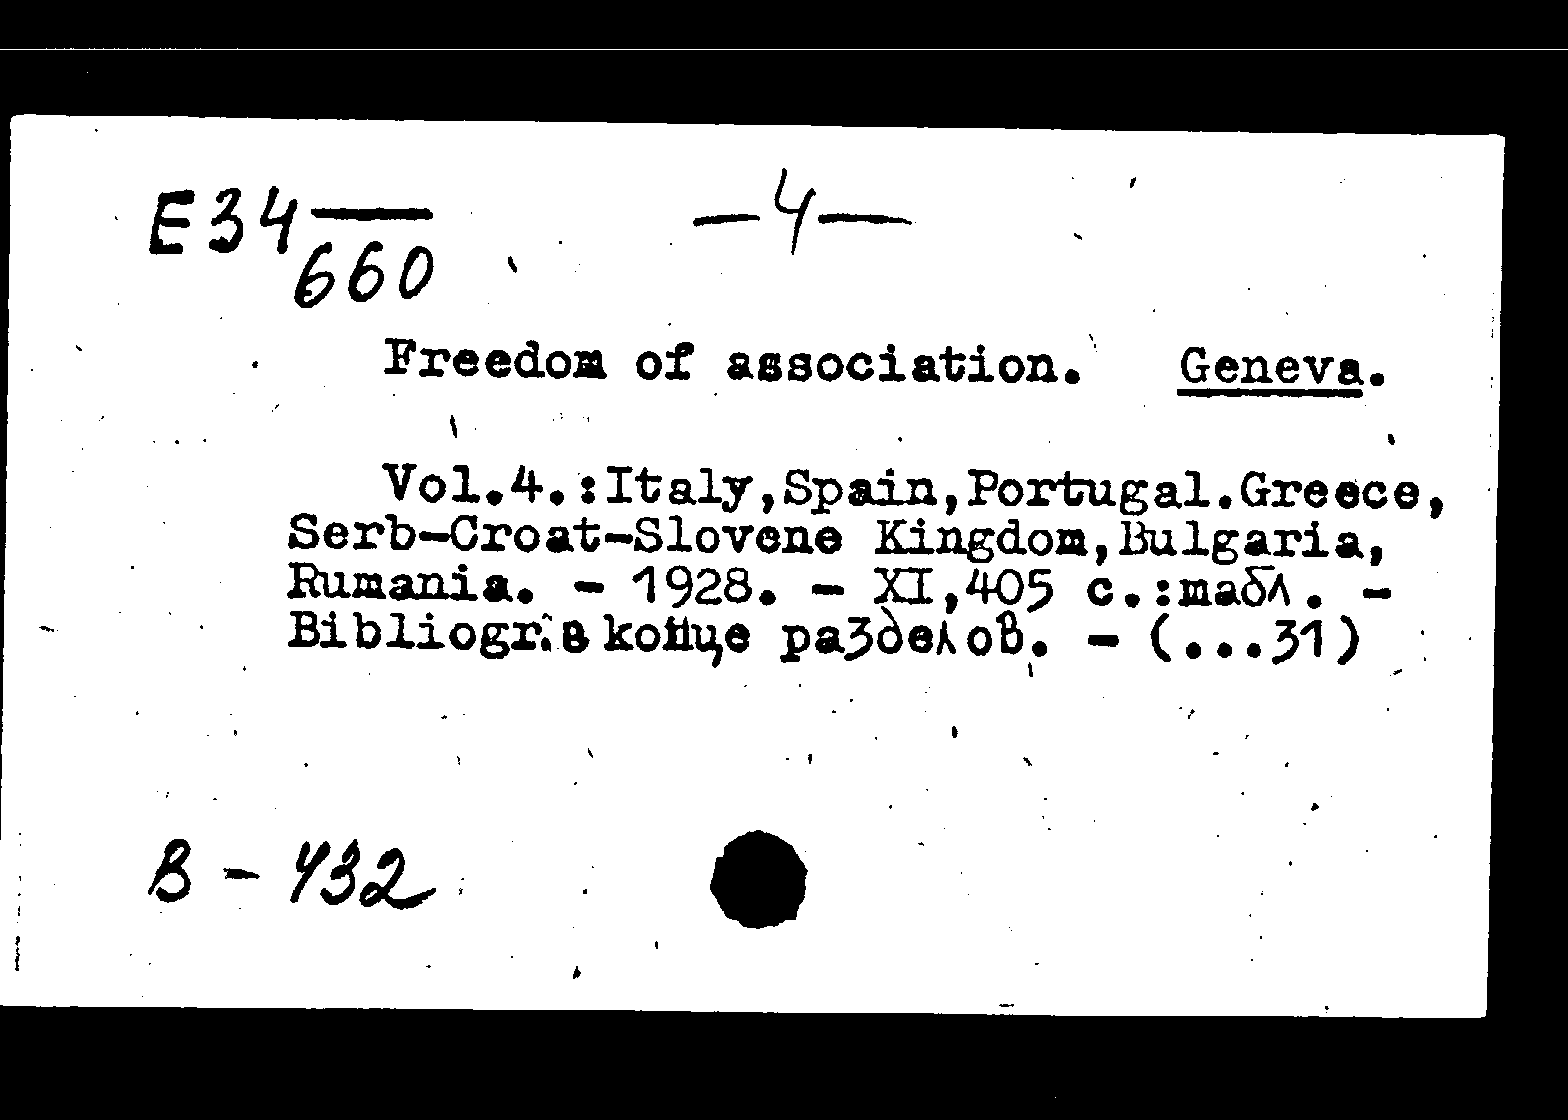 E34 —4—
660
Freedom of association. Geneva.
Vol.4.:Italy,Spain,Portugal.Greece,
Serb-Croat-Slovene Kingdom,Bulgaria,
Rumania. - 1928. - XI,405 с.:табл. -
Bibliogr. в конце разделов. - (...31)
В - 432